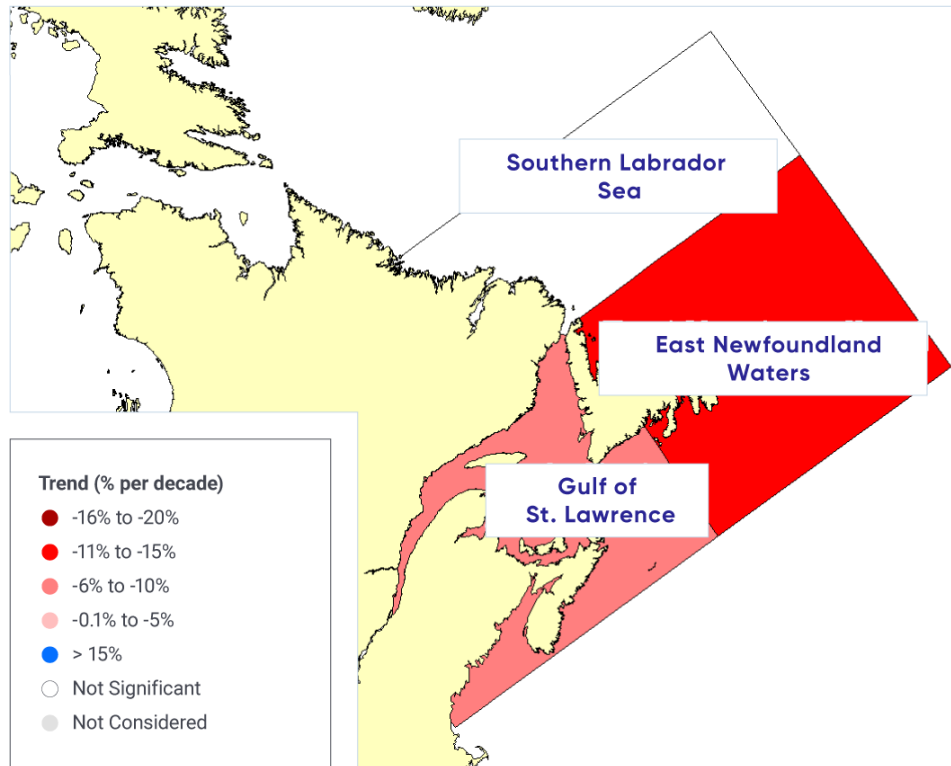 Southern Labrador
Sea
East Newfoundland
Waters
Gulf of
St. Lawrence
Trend (% per decade)
-16% to -20%
-11% to -15%
-6% to -10%
-0.1% to -5%
> 15%
Not Significant
Not Considered